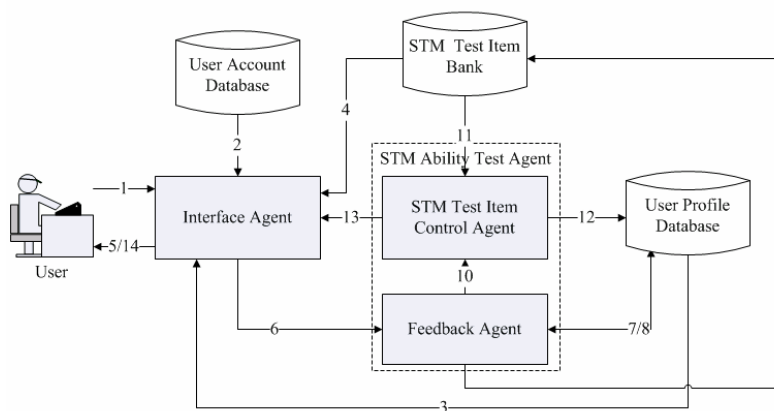 STM Test Item
Bank
User Account
Database
4
2
11
STM Ability Test Agent
1
Interface Agent
13
STM Test Item
Control Agent
12
User Profile
Database
5/14
User
10
6
Feedback Agent
7/8
3